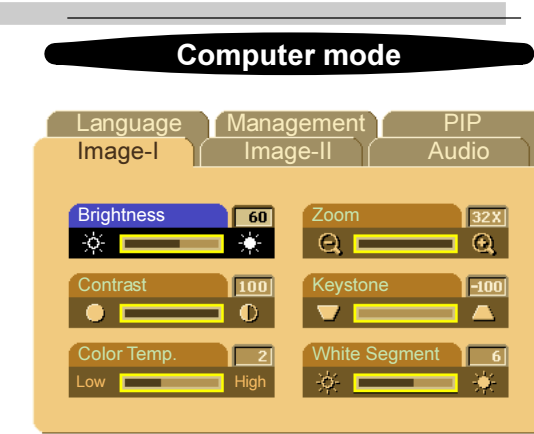 Computer mode
Language Management PIP
Image-I Image-II Audio
Brightness 60
Zoom 32X
Contrast 100
Keystone -100
Color Temp. 2
Low High
White Segment 6